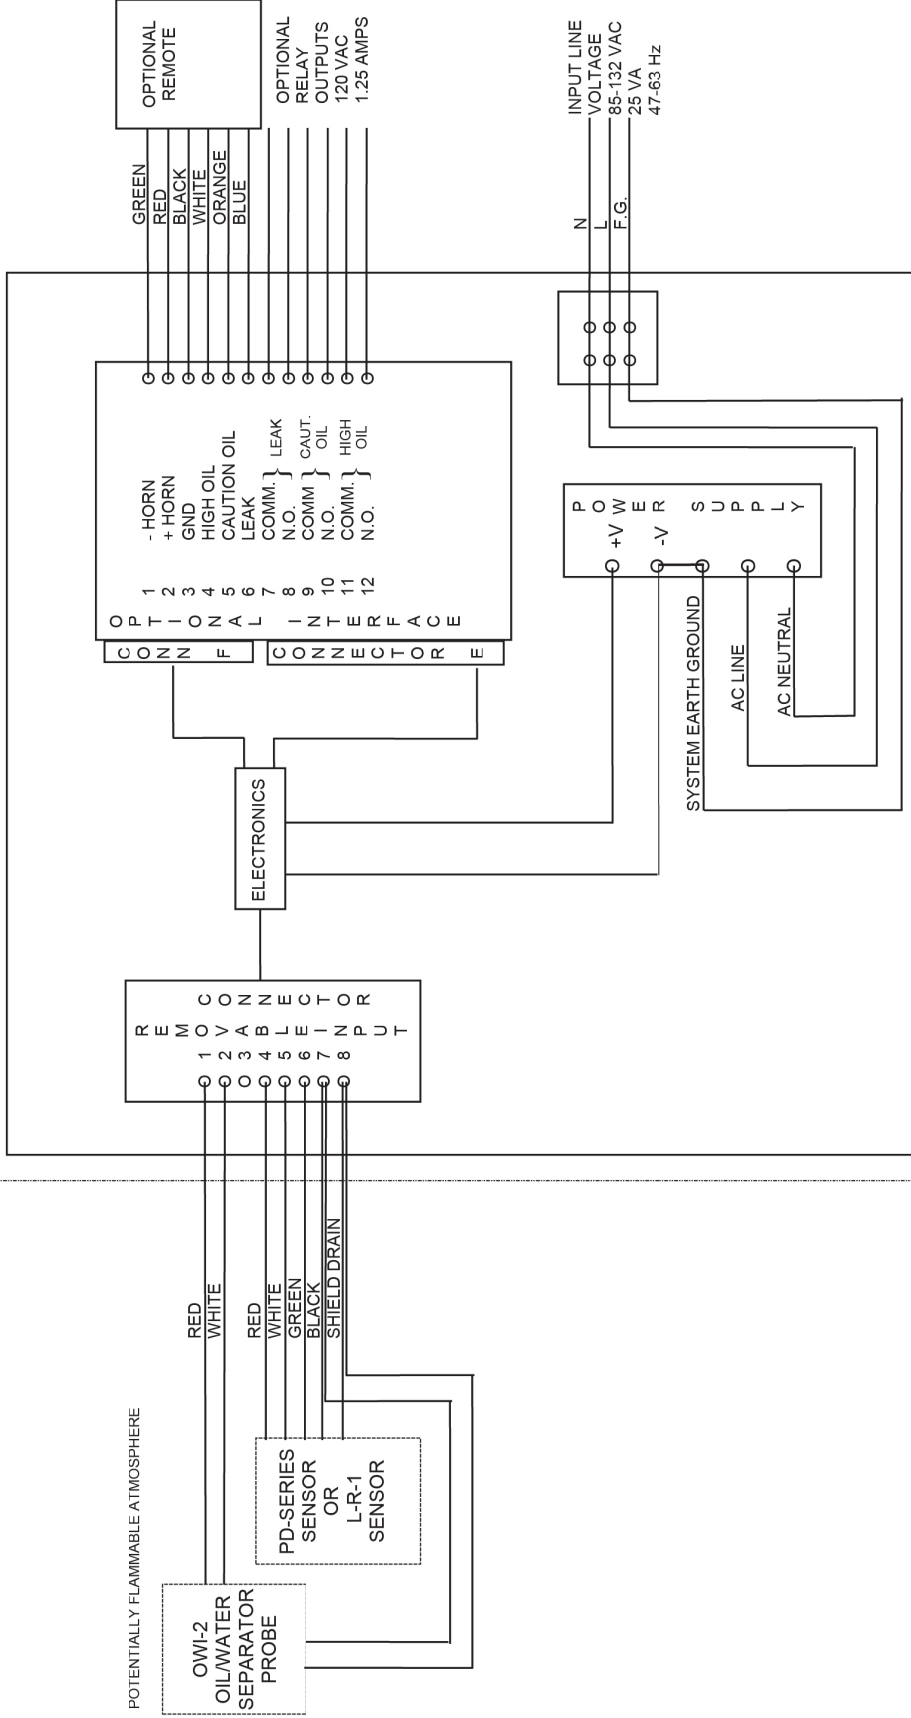 POTENTIALLY FLAMMABLE ATMOSPHERE
OWI-2
OIL/WATER
SEPARATOR
PROBE
PD-SERIES
SENSOR
OR
L-R-1
SENSOR
RED
WHITE
RED
WHITE
GREEN
BLACK
SHIELD DRAIN
1
2
3
4
5
6
7
8
REMOVABLE INPUT
CONNECTOR
ELECTRONICS
CONN F
CONNECTOR E
OPTIONAL INTERFACE
1 - HORN
2 + HORN
3 GND
4 HIGH OIL
5 CAUTION OIL
6 LEAK
7 COMM. } LEAK
8 N.O.
9 COMM } CAUT. OIL
10 N.O.
11 COMM. } HIGH OIL
12 N.O.
GREEN
RED
BLACK
WHITE
ORANGE
BLUE
OPTIONAL
REMOTE
OPTIONAL
RELAY
OUTPUTS
120 VAC
1.25 AMPS
SYSTEM EARTH GROUND
AC LINE
AC NEUTRAL
+V
-V
POWER SUPPLY
N
L
F.G.
INPUT LINE
VOLTAGE
85-132 VAC
25 VA
47-63 Hz